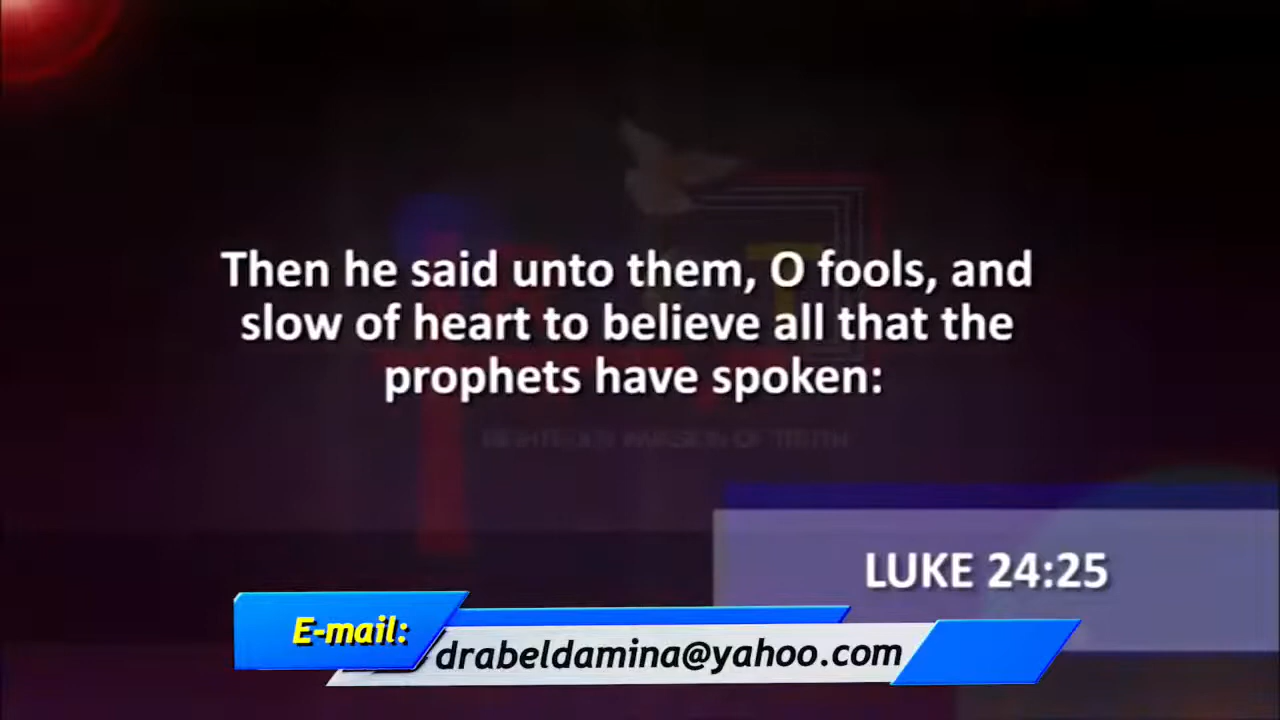 Then he said unto them, O fools, and
slow of heart to believe all that the
prophets have spoken:
LUKE 24:25
E-mail:
drabeldamina@yahoo.com